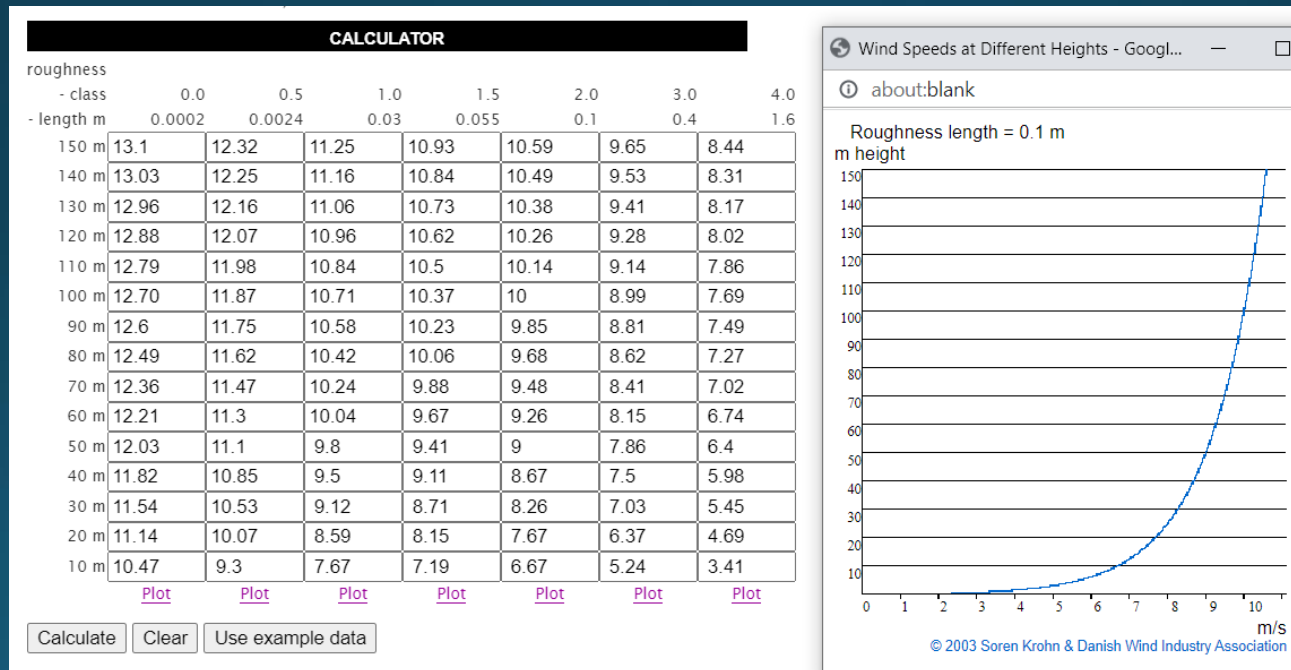 CALCULATOR
roughness
- class 0.0 0.5 1.0 1.5 2.0 3.0 4.0
- length m 0.0002 0.0024 0.03 0.055 0.1 0.4 1.6
150 m 13.1 12.32 11.25 10.93 10.59 9.65 8.44
140 m 13.03 12.25 11.16 10.84 10.49 9.53 8.31
130 m 12.96 12.16 11.06 10.73 10.38 9.41 8.17
120 m 12.88 12.07 10.96 10.62 10.26 9.28 8.02
110 m 12.79 11.98 10.84 10.5 10.14 9.14 7.86
100 m 12.70 11.87 10.71 10.37 10 8.99 7.69
90 m 12.6 11.75 10.58 10.23 9.85 8.81 7.49
80 m 12.49 11.62 10.42 10.06 9.68 8.62 7.27
70 m 12.36 11.47 10.24 9.88 9.48 8.41 7.02
60 m 12.21 11.3 10.04 9.67 9.26 8.15 6.74
50 m 12.03 11.1 9.8 9.41 9 7.86 6.4
40 m 11.82 10.85 9.5 9.11 8.67 7.5 5.98
30 m 11.54 10.53 9.12 8.71 8.26 7.03 5.45
20 m 11.14 10.07 8.59 8.15 7.67 6.37 4.69
10 m 10.47 9.3 7.67 7.19 6.67 5.24 3.41
Plot Plot Plot Plot Plot Plot Plot
Calculate Clear Use example data
Wind Speeds at Different Heights - Googl...
about:blank
Roughness length = 0.1 m
m height
150
140
130
120
110
100
90
80
70
60
50
40
30
20
10
0 1 2 3 4 5 6 7 8 9 10
m/s
© 2003 Soren Krohn & Danish Wind Industry Association